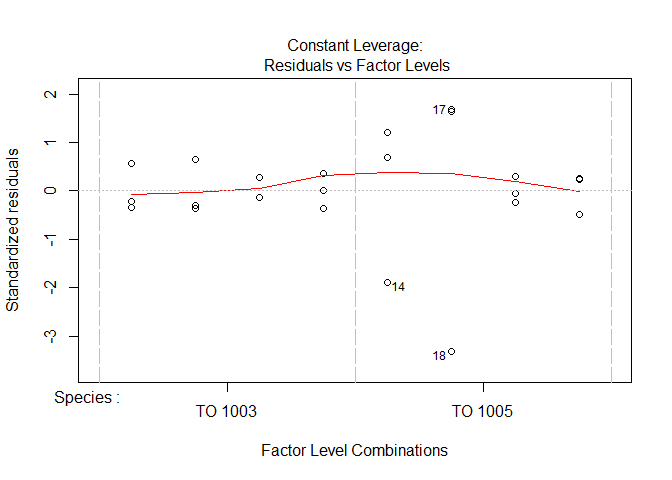 Constant Leverage:
Residuals vs Factor Levels
Standardized residuals
2
1
0
-1
-2
-3
17
14
18
Species :
TO 1003
TO 1005
Factor Level Combinations